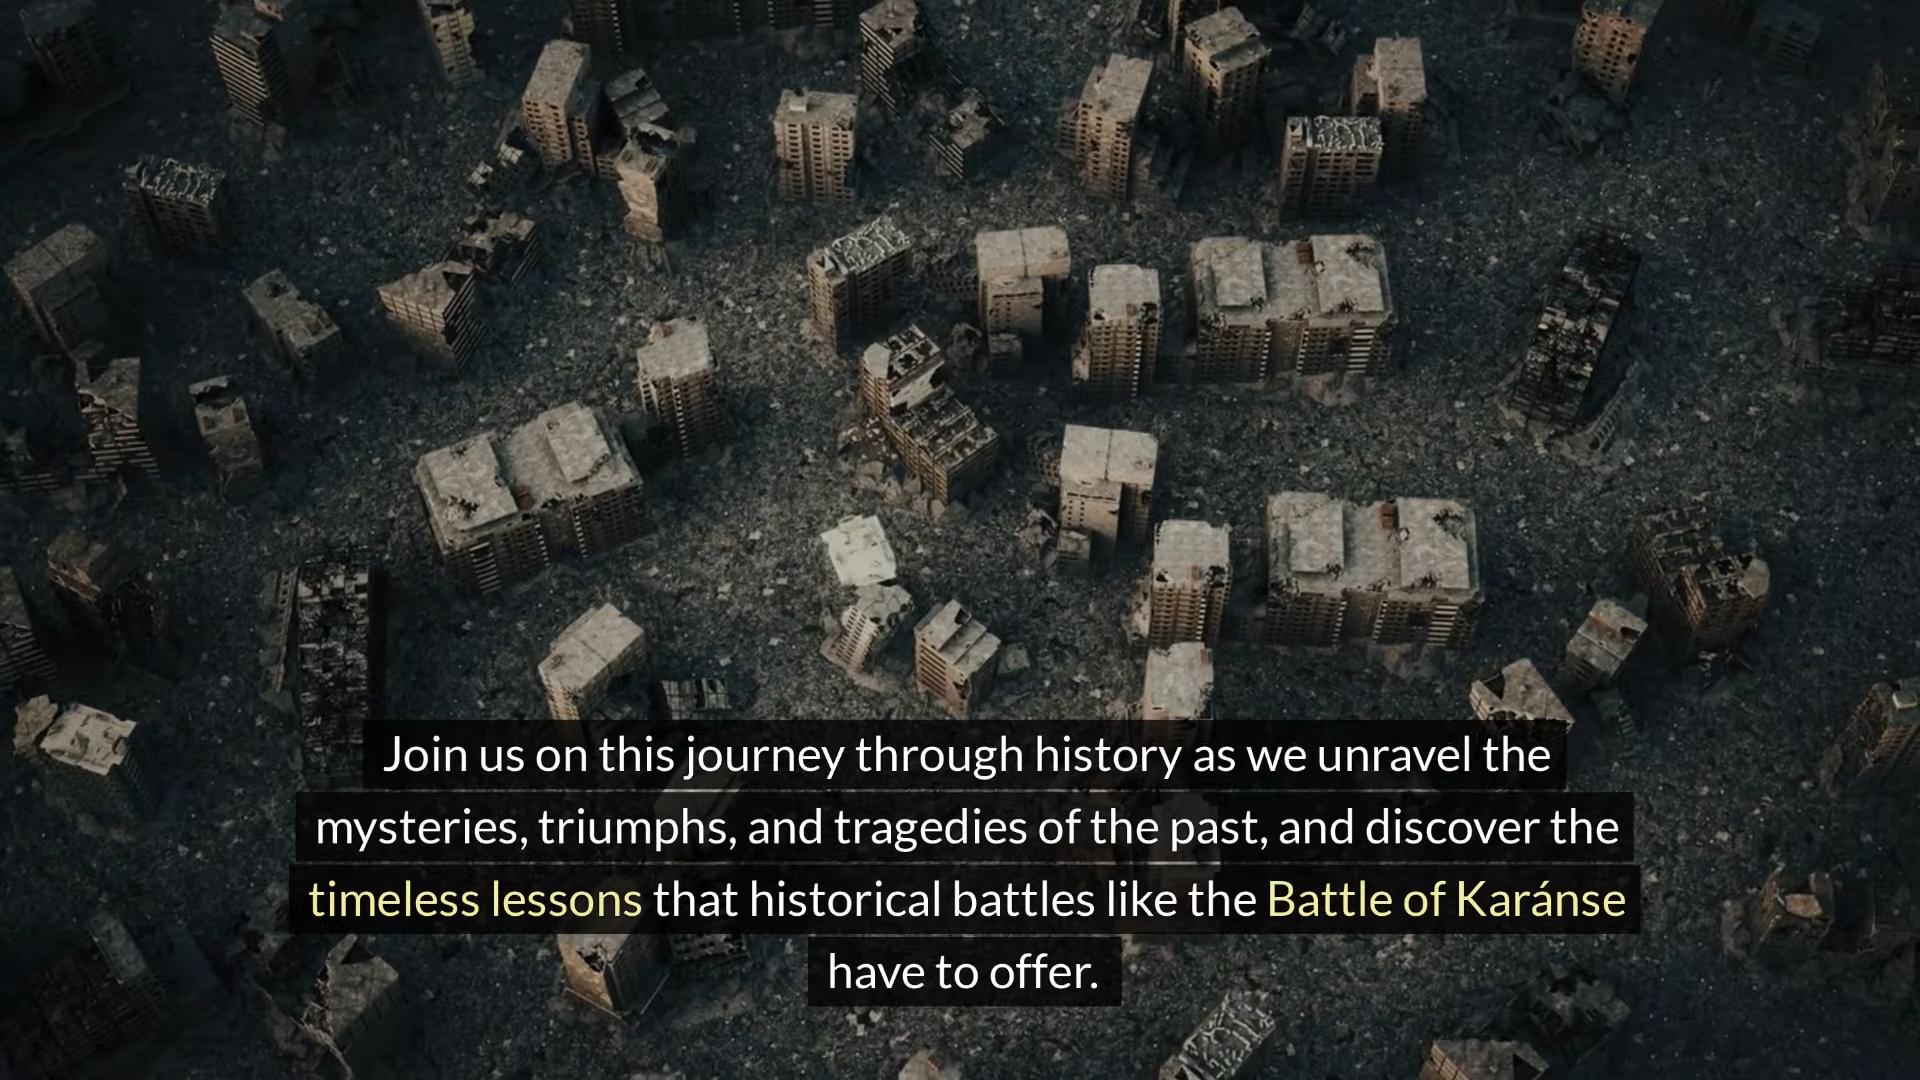 Join us on this journey through history as we unravel the
mysteries, triumphs, and tragedies of the past, and discover the
timeless lessons that historical battles like the Battle of Karánse
have to offer.